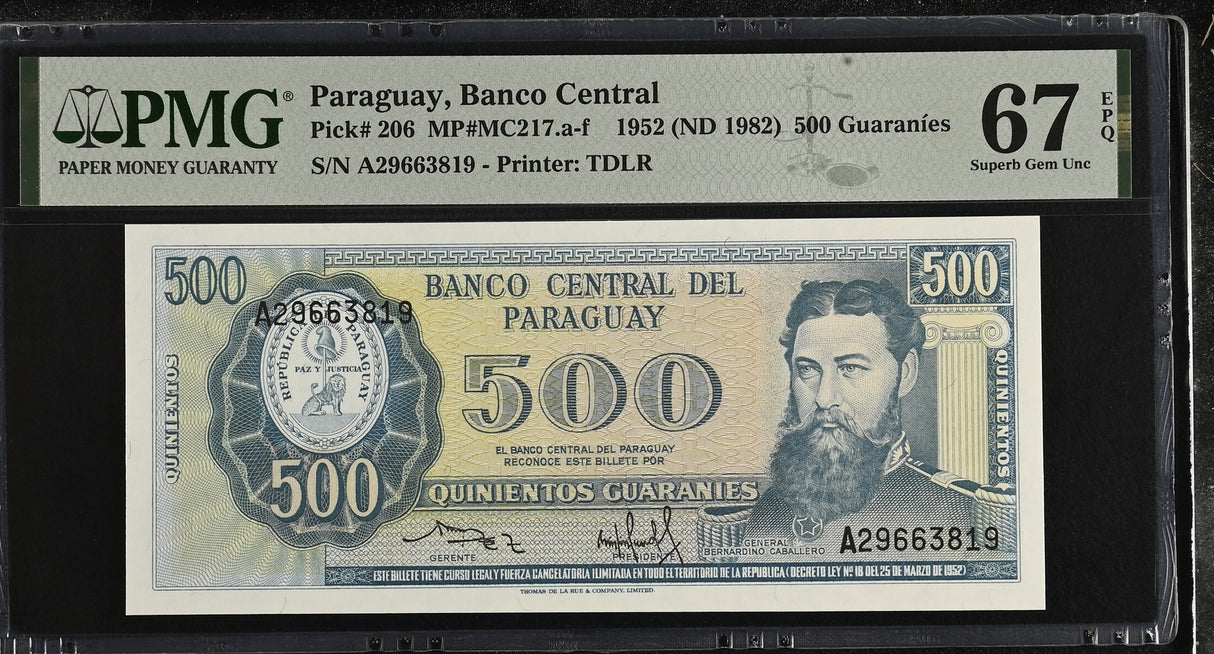 PMG®
PAPER MONEY GUARANTY
Paraguay, Banco Central
Pick# 206 MP#MC217.a-f 1952 (ND 1982) 500 Guaraníes
S/N A29663819 - Printer: TDLR
67
EPQ
Superb Gem Unc
500
A29663819
BANCO CENTRAL DEL
PARAGUAY
500
REPÚBLICA PARAGUAY
PAZ Y JUSTICIA
QUINIENTOS
500
QUINIENTOS
EL BANCO CENTRAL DEL PARAGUAY
RECONOCE ESTE BILLETE POR
500
QUINIENTOS GUARANIES
GERENTE
PRESIDENTE
GENERAL
BERNARDINO CABALLERO
A29663819
ESTE BILLETE TIENE CURSO LEGAL Y FUERZA CANCELATORIA ILIMITADA EN TODO EL TERRITORIO DE LA REPUBLICA (DECRETO LEY Nº 18 DEL 25 DE MARZO DE 1952)
THOMAS DE LA RUE & COMPANY, LIMITED.